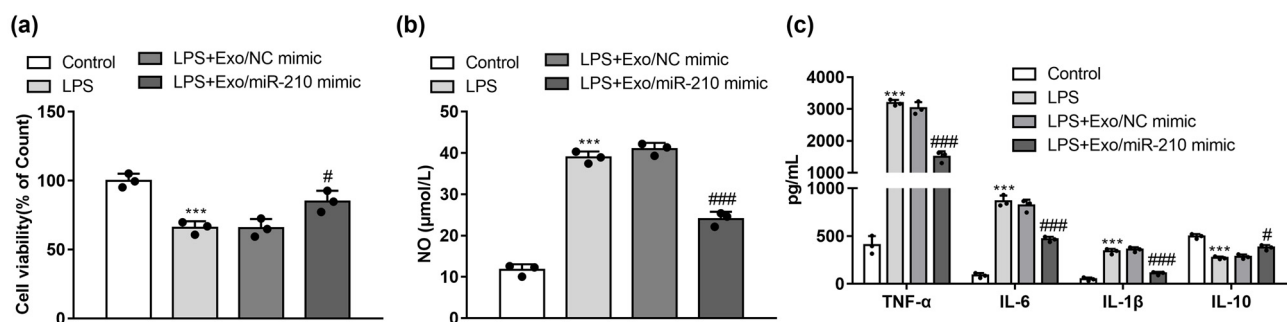 (a)
Control
LPS
LPS+Exo/NC mimic
LPS+Exo/miR-210 mimic
Cell viability(% of Count)
150
100
50
0
***
#
(b)
Control
LPS
LPS+Exo/NC mimic
LPS+Exo/miR-210 mimic
NO (μmol/L)
50
40
30
20
10
0
***
###
(c)
Control
LPS
LPS+Exo/NC mimic
LPS+Exo/miR-210 mimic
pg/mL
4000
3000
2000
1000
500
0
***
###
***
###
***
###
***
#
TNF-α IL-6 IL-1β IL-10